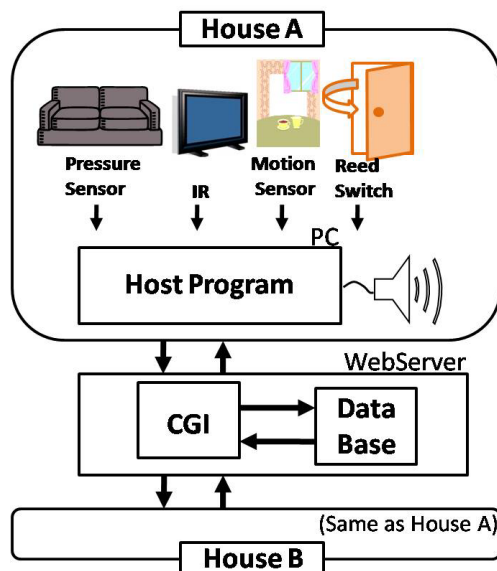 House A
Pressure
Sensor
IR
Motion
Sensor
Reed
Switch
PC
Host Program
WebServer
CGI
Data
Base
(Same as House A)
House B